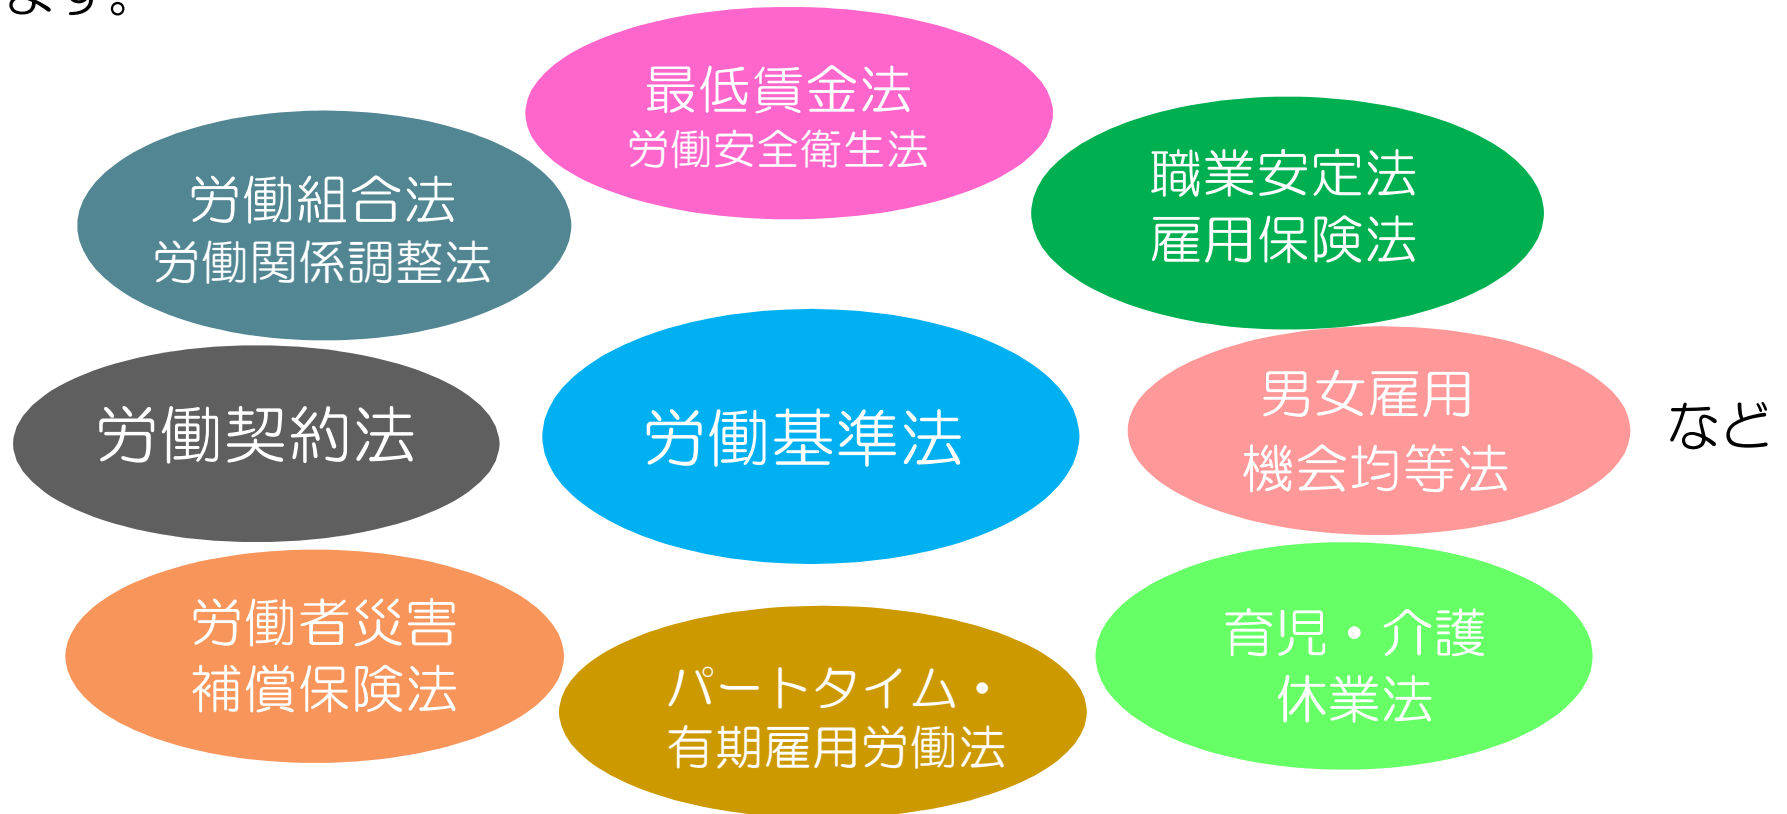 ます。
最低賃金法
労働安全衛生法
労働組合法
労働関係調整法
職業安定法
雇用保険法
労働契約法
労働基準法
男女雇用
機会均等法
など
労働者災害
補償保険法
パートタイム・
有期雇用労働法
育児・介護
休業法